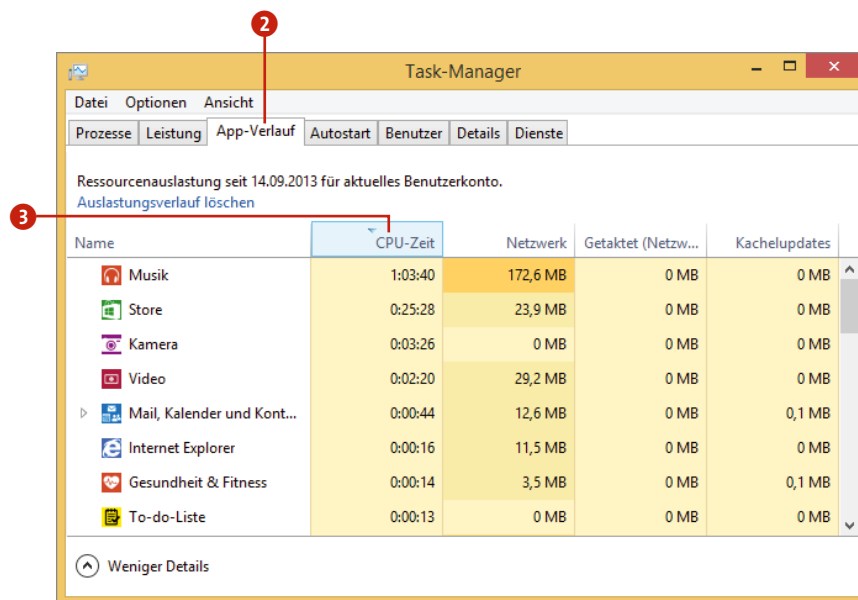 2
Task-Manager
Datei Optionen Ansicht
Prozesse Leistung App-Verlauf Autostart Benutzer Details Dienste
Ressourcenauslastung seit 14.09.2013 für aktuelles Benutzerkonto.
Auslastungsverlauf löschen
3
Name CPU-Zeit Netzwerk Getaktet (Netzw... Kachelupdates
Musik 1:03:40 172,6 MB 0 MB 0 MB
Store 0:25:28 23,9 MB 0 MB 0 MB
Kamera 0:03:26 0 MB 0 MB 0 MB
Video 0:02:20 29,2 MB 0 MB 0 MB
Mail, Kalender und Kont... 0:00:44 12,6 MB 0 MB 0,1 MB
Internet Explorer 0:00:16 11,5 MB 0 MB 0 MB
Gesundheit & Fitness 0:00:14 3,5 MB 0 MB 0,1 MB
To-do-Liste 0:00:13 0 MB 0 MB 0 MB
Weniger Details